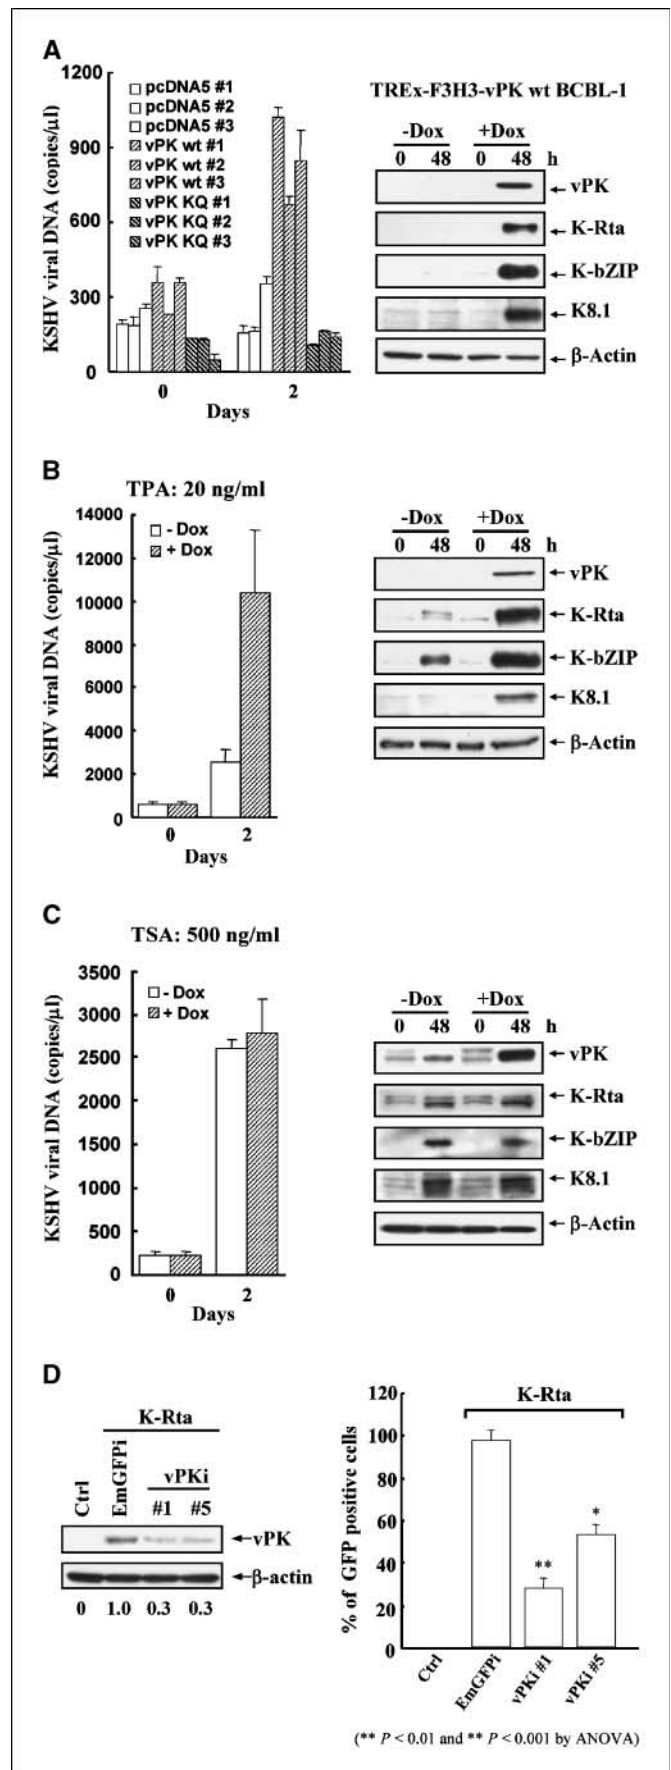 A
KSHV viral DNA (copies/μl)
1200
900
600
300
0
pcDNA5 #1
pcDNA5 #2
pcDNA5 #3
vPK wt #1
vPK wt #2
vPK wt #3
vPK KQ #1
vPK KQ #2
vPK KQ #3
0 2
Days
TREx-F3H3-vPK wt BCBL-1
-Dox +Dox
0 48 0 48 h
vPK
K-Rta
K-bZIP
K8.1
β-Actin
B
TPA: 20 ng/ml
KSHV viral DNA (copies/μl)
14000
12000
10000
8000
6000
4000
2000
0
- Dox
+ Dox
0 2
Days
-Dox +Dox
0 48 0 48 h
vPK
K-Rta
K-bZIP
K8.1
β-Actin
C
TSA: 500 ng/ml
KSHV viral DNA (copies/μl)
3500
3000
2500
2000
1500
1000
500
0
- Dox
+ Dox
0 2
Days
-Dox +Dox
0 48 0 48 h
vPK
K-Rta
K-bZIP
K8.1
β-Actin
D
K-Rta
Ctrl
EmGFPi
vPKi
#1 #5
vPK
β-actin
0 1.0 0.3 0.3
% of GFP positive cells
120
100
80
60
40
20
0
K-Rta
**
*
Ctrl
EmGFPi
vPKi #1
vPKi #5
(** P < 0.01 and ** P < 0.001 by ANOVA)